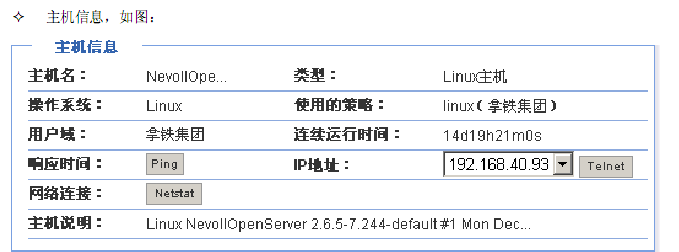 ✧ 主机信息，如图：
主机信息
主机名： NevollOpe... 类型： Linux主机
操作系统： Linux 使用的策略： linux（拿铁集团）
用户域： 拿铁集团 连续运行时间： 14d19h21m0s
响应时间： Ping IP地址： 192.168.40.93 Telnet
网络连接： Netstat
主机说明： Linux NevollOpenServer 2.6.5-7.244-default #1 Mon Dec...